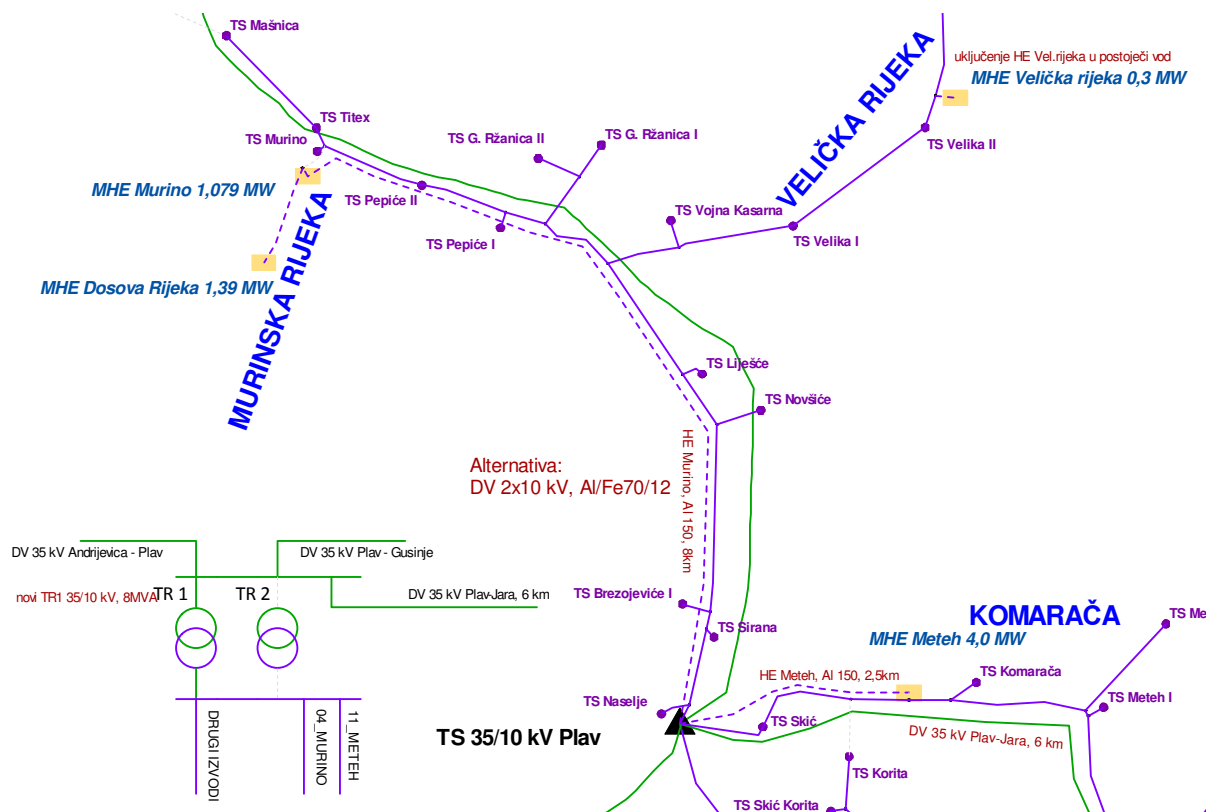 TS Mašnica
VELIČKA RIJEKA
uključenje HE Vel.rijeka u postoječi vod
MHE Velička rijeka 0,3 MW
TS Titex
TS Murino
TS G. Ržanica II
TS G. Ržanica I
TS Velika II
MHE Murino 1,079 MW
TS Pepiće II
TS Vojna Kasarna
TS Pepiće I
TS Velika I
MHE Dosova Rijeka 1,39 MW
MURINSKA RIJEKA
TS Liješće
TS Novšiće
Alternativa:
DV 2x10 kV, Al/Fe70/12
HE Murino, Al 150, 8km
DV 35 kV Andrijevica - Plav
DV 35 kV Plav - Gusinje
novi TR1 35/10 kV, 8MVA
TR 1
TR 2
DV 35 kV Plav-Jara, 6 km
TS Brezojeviće I
TS Sirana
KOMARAČA
TS Me
MHE Meteh 4,0 MW
HE Meteh, Al 150, 2,5km
TS Komarača
TS Naselje
TS Meteh I
TS Skić
TS 35/10 kV Plav
DV 35 kV Plav-Jara, 6 km
DRUGI IZVODI
04_MURINO
11_METEH
TS Korita
TS Skić Korita